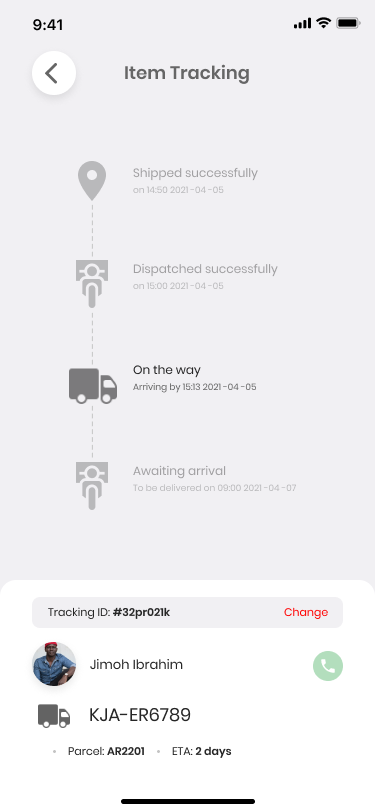 9:41
Item Tracking
Shipped successfully
on 14:50 2021-04-05
Dispatched successfully
on 15:00 2021-04-05
On the way
Arriving by 15:13 2021-04-05
Awaiting arrival
To be delivered on 09:00 2021-04-07
Tracking ID: #32pr021k Change
Jimoh Ibrahim
KJA-ER6789
• Parcel: AR2201 • ETA: 2 days